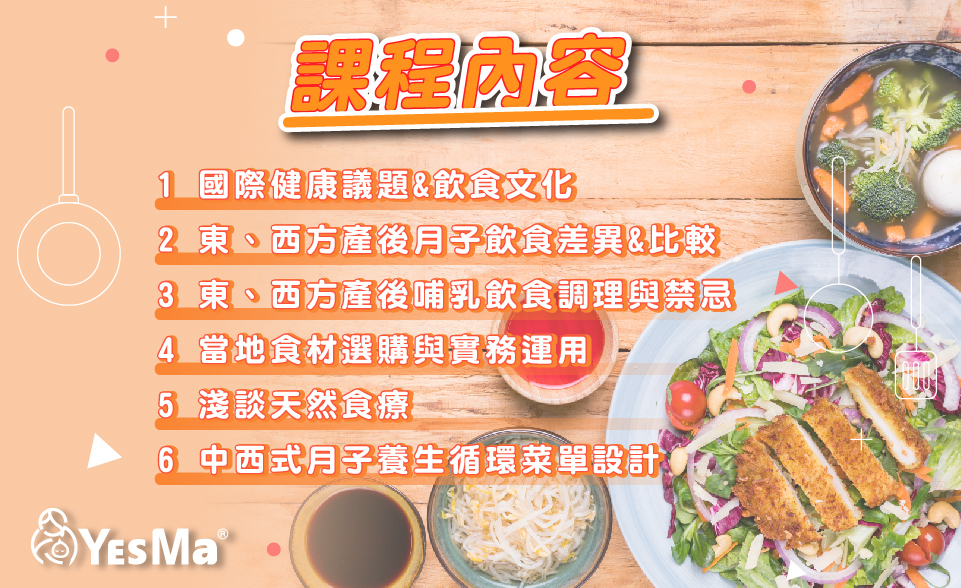 課程內容
1 國際健康議題&飲食文化
2 東、西方產後月子飲食差異&比較
3 東、西方產後哺乳飲食調理與禁忌
4 當地食材選購與實務運用
5 淺談天然食療
6 中西式月子養生循環菜單設計
YesMa®